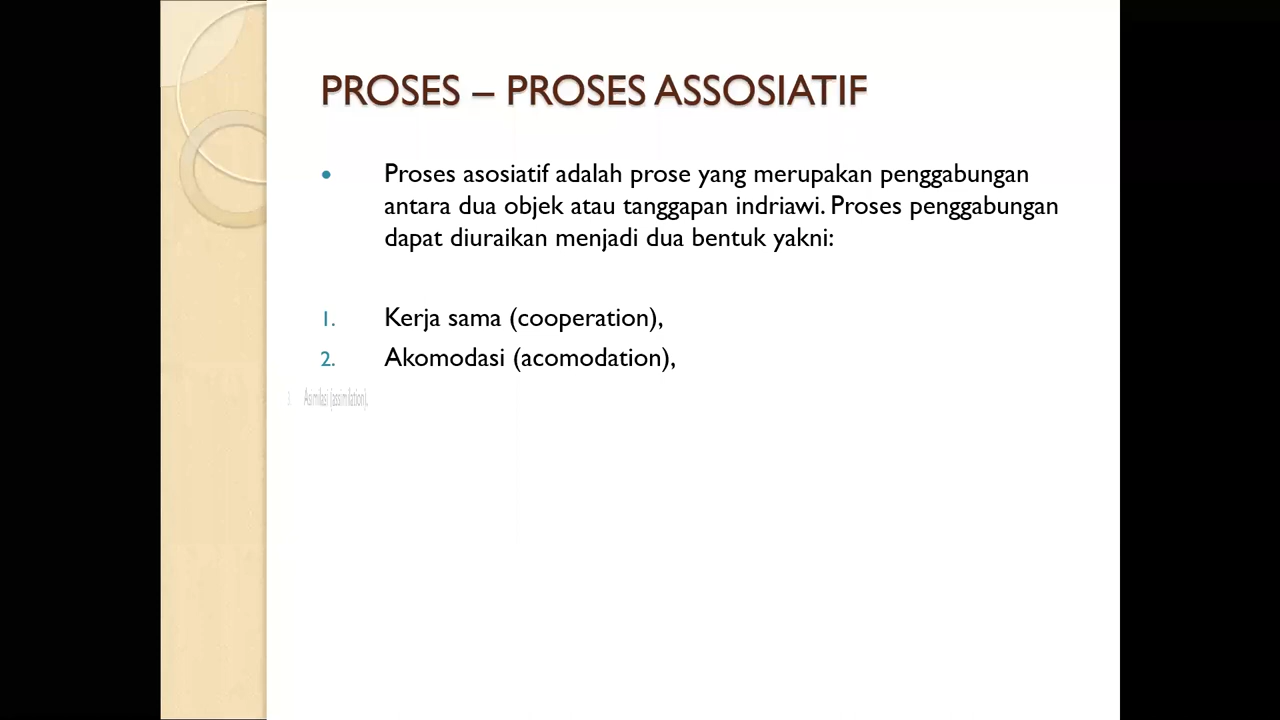 PROSES – PROSES ASSOSIATIF
• Proses asosiatif adalah prose yang merupakan penggabungan
antara dua objek atau tanggapan indriawi. Proses penggabungan
dapat diuraikan menjadi dua bentuk yakni:
1. Kerja sama (cooperation),
2. Akomodasi (acomodation),
3. Asimilasi (assimilation).